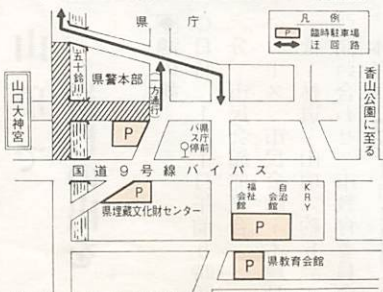 県庁
凡例
P 臨時駐車場
迂回路
五十鈴
県警本部
一方通行
山口大神宮
香山公園に至る
P
県庁前バス停
国道9号線バイパス
P
県埋蔵文化財センター
福祉会館
自治会館
KRY
P
P
県教育会館